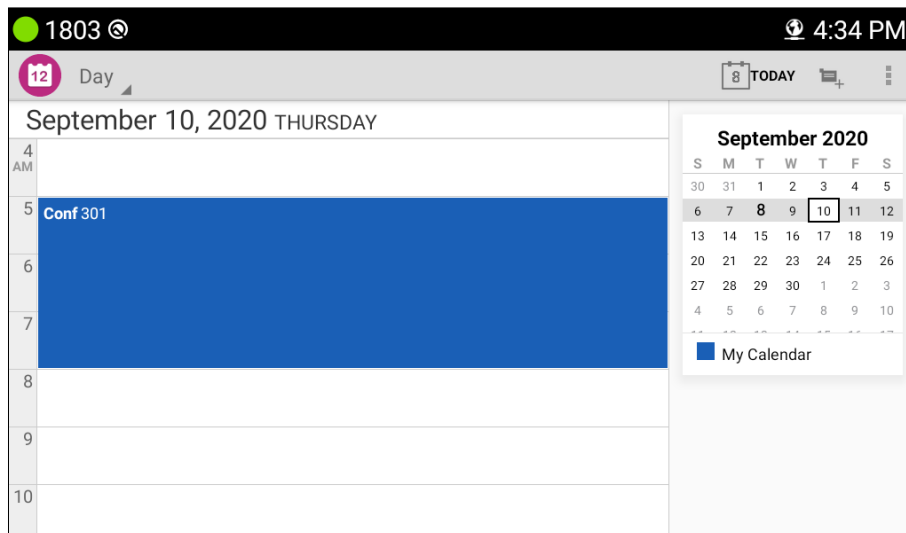 1803 4:34 PM
12 Day 8 TODAY
September 10, 2020 THURSDAY
4 AM
5 Conf 301
6
7
8
9
10
September 2020
S M T W T F S
30 31 1 2 3 4 5
6 7 8 9 10 11 12
13 14 15 16 17 18 19
20 21 22 23 24 25 26
27 28 29 30 1 2 3
4 5 6 7 8 9 10
My Calendar